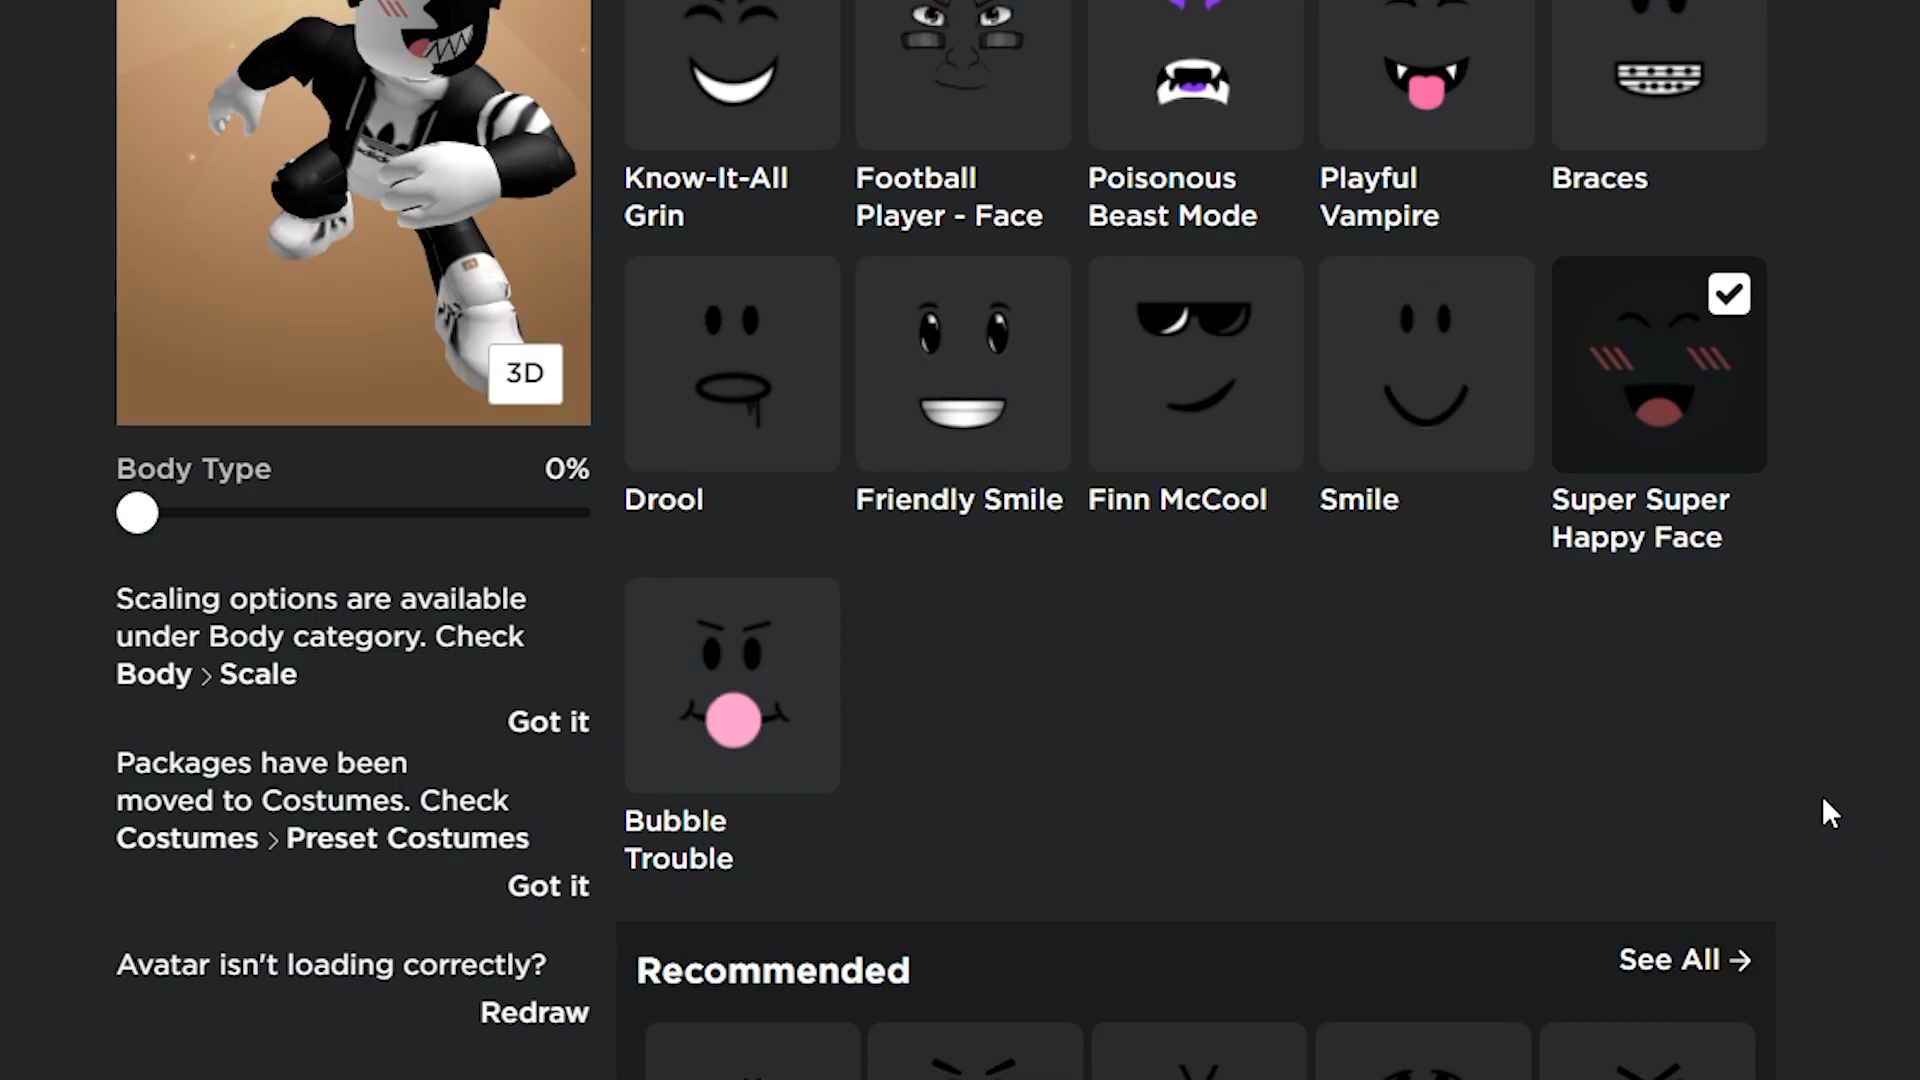 Know-It-All
Grin
Football
Player - Face
Poisonous
Beast Mode
Playful
Vampire
Braces
3D
Body Type
0%
Drool
Friendly Smile
Finn McCool
Smile
Super Super
Happy Face
Scaling options are available
under Body category. Check
Body > Scale
Got it
Packages have been
moved to Costumes. Check
Costumes > Preset Costumes
Got it
Bubble
Trouble
Avatar isn't loading correctly?
Redraw
Recommended
See All →